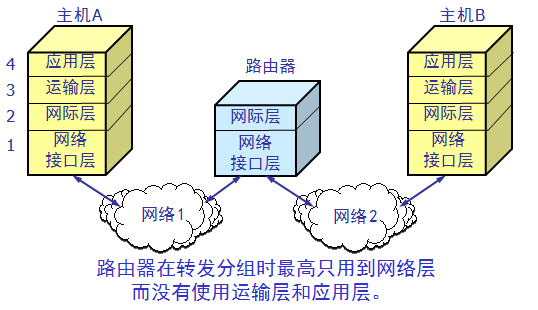 主机A
主机B
路由器
4
应用层
3
运输层
2
网际层
1
网络
接口层
网际层
网络
接口层
应用层
运输层
网际层
网络
接口层
网络1
网络2
路由器在转发分组时最高只用到网络层
而没有使用运输层和应用层。